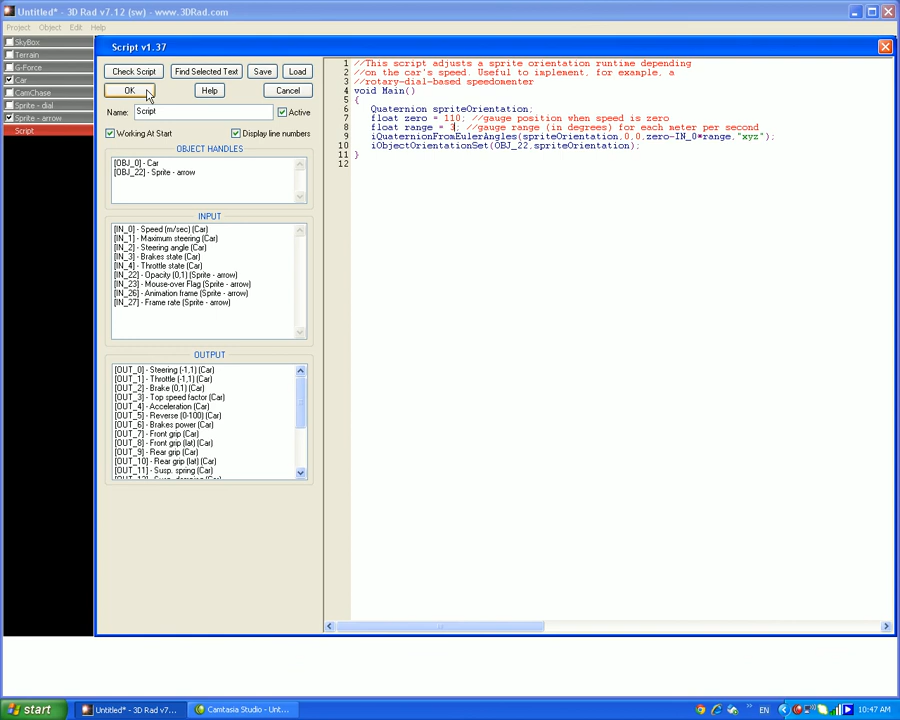 Untitled* - 3D Rad v7.12 (sw) - www.3DRad.com
Project Object Edit Help
SkyBox
Terrain
G-Force
Car
CamChase
Sprite - dial
Sprite - arrow
Script
Script v1.37
Check Script Find Selected Text Save Load
OK Help Cancel
Name: Script Active
Working At Start Display line numbers
OBJECT HANDLES
[OBJ_0] - Car
[OBJ_22] - Sprite - arrow
INPUT
[IN_0] - Speed (m/sec) (Car)
[IN_1] - Maximum steering (Car)
[IN_2] - Steering angle (Car)
[IN_3] - Brakes state (Car)
[IN_4] - Throttle state (Car)
[IN_22] - Opacity (0,1) (Sprite - arrow)
[IN_23] - Mouse-over Flag (Sprite - arrow)
[IN_26] - Animation frame (Sprite - arrow)
[IN_27] - Frame rate (Sprite - arrow)
OUTPUT
[OUT_0] - Steering (-1,1) (Car)
[OUT_1] - Throttle (-1,1) (Car)
[OUT_2] - Brake (0,1) (Car)
[OUT_3] - Top speed factor (Car)
[OUT_4] - Acceleration (Car)
[OUT_5] - Reverse (0-100) (Car)
[OUT_6] - Brakes power (Car)
[OUT_7] - Front grip (Car)
[OUT_8] - Front grip (lat) (Car)
[OUT_9] - Rear grip (Car)
[OUT_10] - Rear grip (lat) (Car)
[OUT_11] - Susp. spring (Car)
1 //This script adjusts a sprite orientation runtime depending
2 //on the car's speed. Useful to implement, for example, a
3 //rotary-dial-based speedomenter
4 void Main()
5 {
6 Quaternion spriteOrientation;
7 float zero = 110; //gauge position when speed is zero
8 float range = 3; //gauge range (in degrees) for each meter per second
9 iQuaternionFromEulerAngles(spriteOrientation,0,0,zero-IN_0*range,"xyz");
10 iObjectOrientationSet(OBJ_22,spriteOrientation);
11 }
12
start Untitled* - 3D Rad v7... Camtasia Studio - Unt... EN 10:47 AM